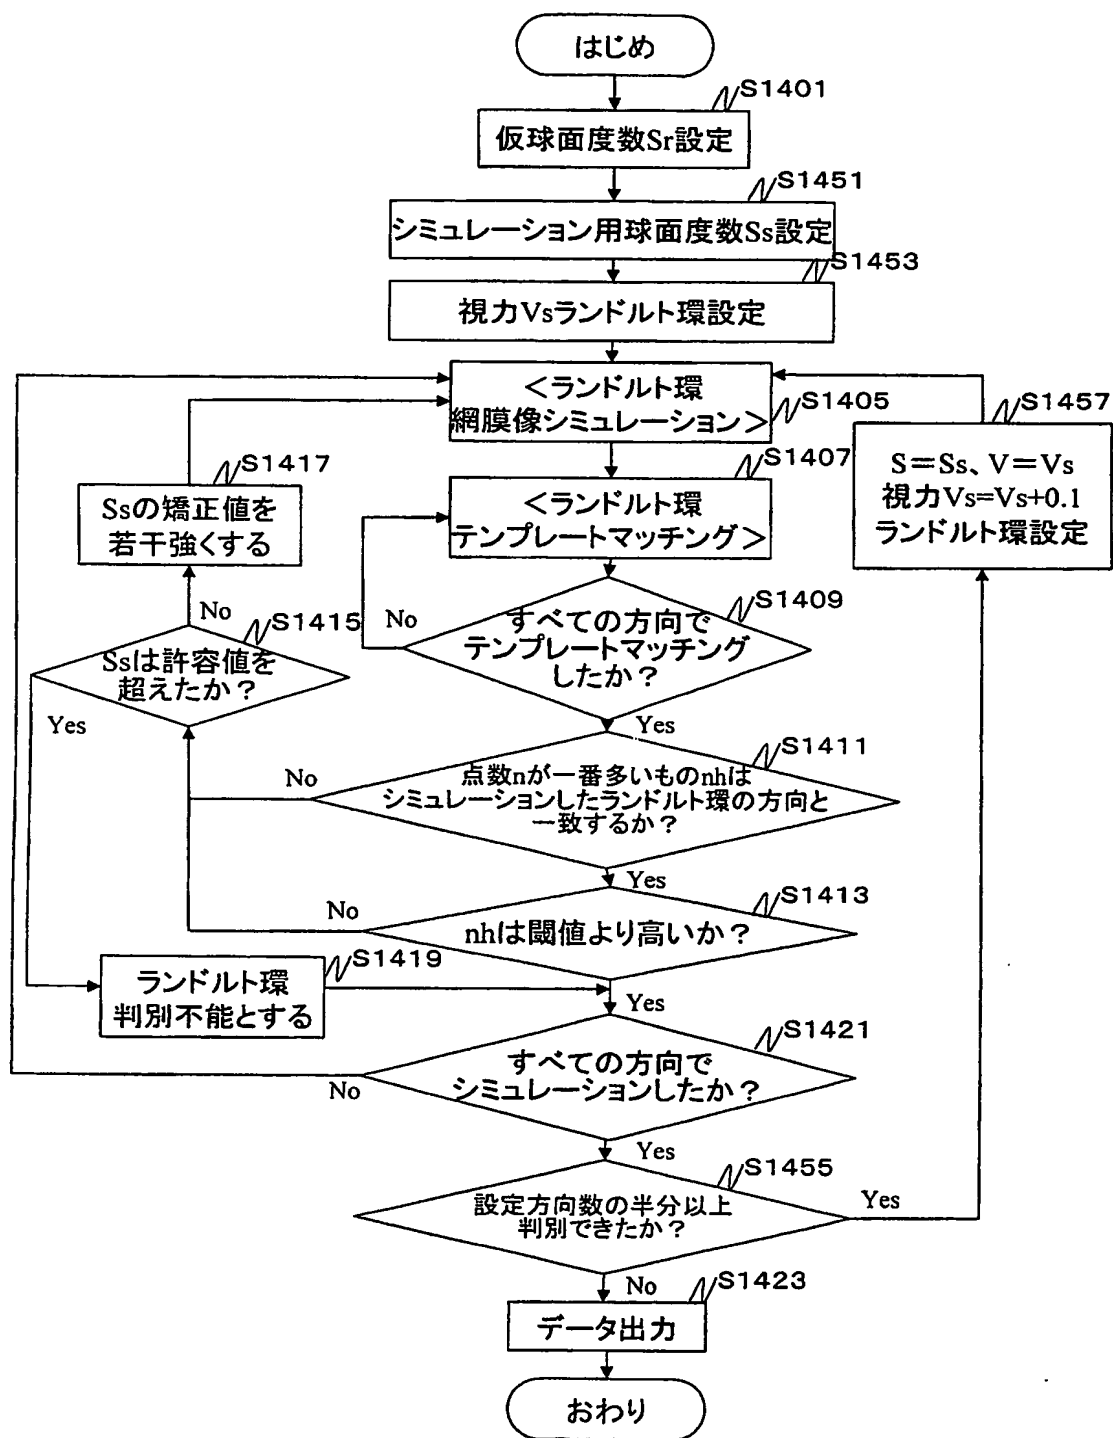 はじめ
S1401
仮球面度数Sr設定
S1451
シミュレーション用球面度数Ss設定
S1453
視力Vsランドルト環設定
<ランドルト環
網膜像シミュレーション>
S1405
S1457
S=Ss、V=Vs
視力Vs=Vs+0.1
ランドルト環設定
S1417
Ssの矯正値を
若干強くする
S1407
<ランドルト環
テンプレートマッチング>
No
S1415
Ssは許容値を
超えたか？
Yes
No
S1409
すべての方向で
テンプレートマッチング
したか？
Yes
S1411
No
点数nが一番多いものnhは
シミュレーションしたランドルト環の方向と
一致するか？
Yes
S1413
No
nhは閾値より高いか？
S1419
ランドルト環
判別不能とする
Yes
S1421
すべての方向で
シミュレーションしたか？
No
Yes
S1455
設定方向数の半分以上
判別できたか？
Yes
No
S1423
データ出力
おわり